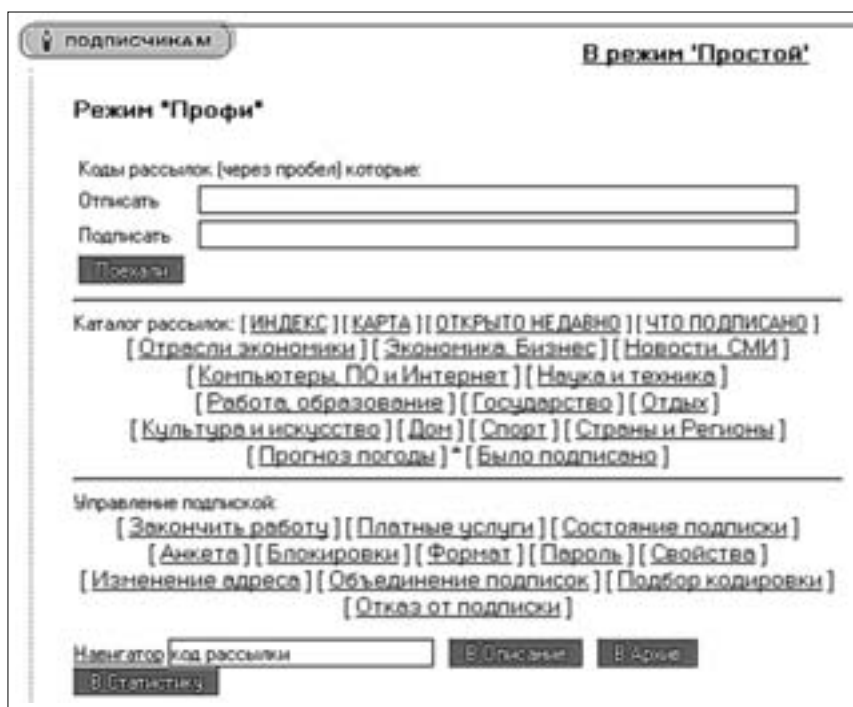 ПОДПИСЧИКАМ
В режим 'Простой'
Режим "Профи"
Коды рассылок (через пробел) которые:
Отписать
Подписать
Поехали
Каталог рассылок: [ ИНДЕКС ] [ КАРТА ] [ ОТКРЫТО НЕДАВНО ] [ ЧТО ПОДПИСАНО ]
[ Отрасли экономики ] [ Экономика. Бизнес ] [ Новости. СМИ ]
[ Компьютеры, ПО и Интернет ] [ Наука и техника ]
[ Работа, образование ] [ Государство ] [ Отдых ]
[ Культура и искусство ] [ Дом ] [ Спорт ] [ Страны и Регионы ]
[ Прогноз погоды ] * [ Было подписано ]
Управление подпиской:
[ Закончить работу ] [ Платные услуги ] [ Состояние подписки ]
[ Анкета ] [ Блокировки ] [ Формат ] [ Пароль ] [ Свойства ]
[ Изменение адреса ] [ Объединение подписок ] [ Подбор кодировки ]
[ Отказ от подписки ]
Навигатор код рассылки В Описание В Архив
В Статистику